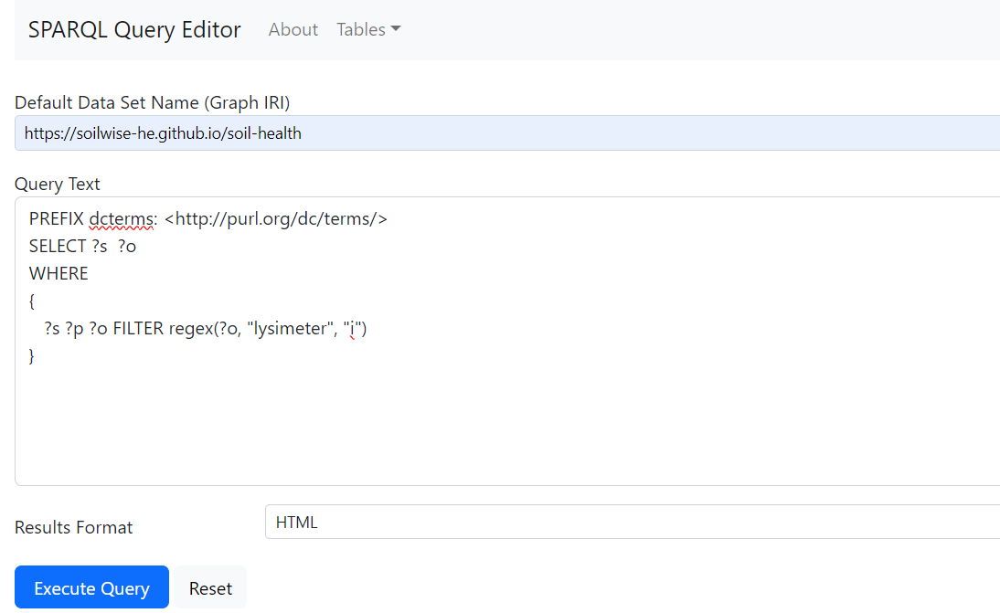 SPARQL Query Editor About Tables
Default Data Set Name (Graph IRI)
https://soilwise-he.github.io/soil-health
Query Text
PREFIX dcterms: <http://purl.org/dc/terms/>
SELECT ?s  ?o
WHERE
{
   ?s ?p ?o FILTER regex(?o, "lysimeter", "i")
}
Results Format HTML
Execute Query Reset